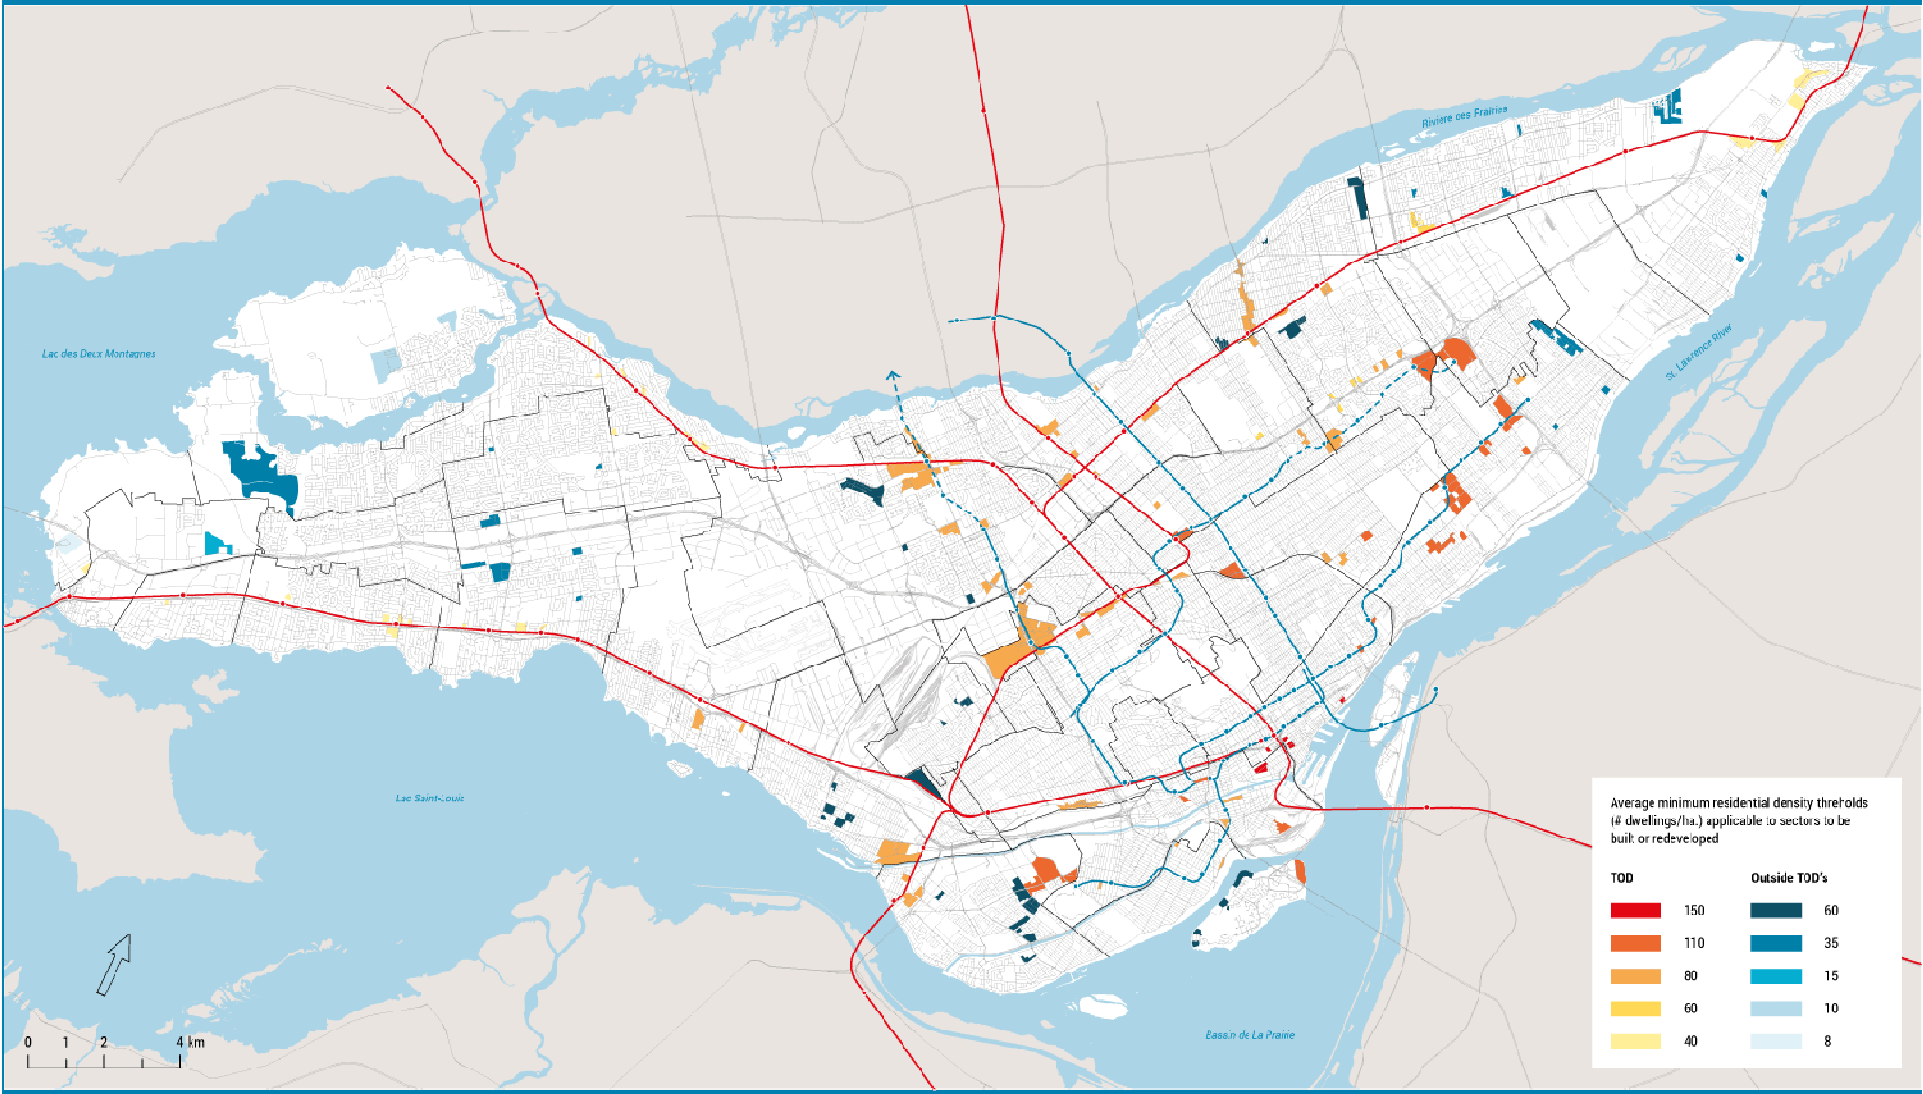 Rivière des Prairies
Lac des Deux Montagnes
St. Lawrence River
Lac Saint-Louis
Bassin de La Prairie
0 1 2 4 km
Average minimum residential density threholds
(# dwellings/ha.) applicable to sectors to be
built or redeveloped
TOD Outside TOD's
150 60
110 35
80 15
60 10
40 8